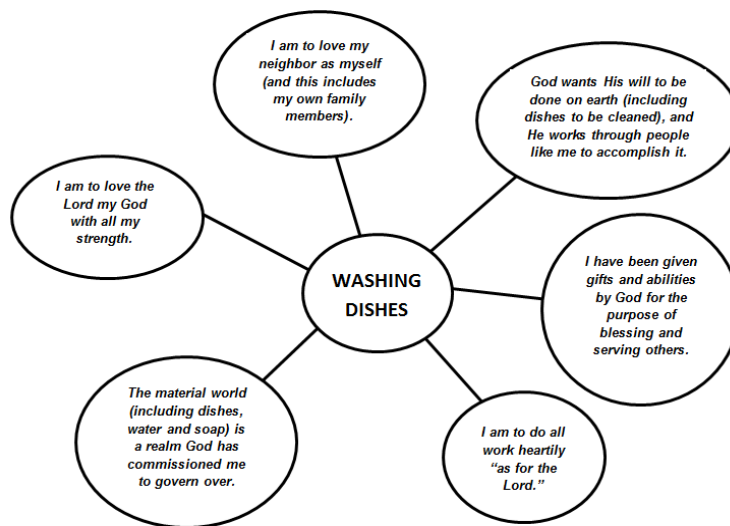 I am to love my
neighbor as myself
(and this includes
my own family
members).
God wants His will to be
done on earth (including
dishes to be cleaned), and
He works through people
like me to accomplish it.
I am to love the
Lord my God
with all my
strength.
WASHING
DISHES
I have been given
gifts and abilities
by God for the
purpose of
blessing and
serving others.
The material world
(including dishes,
water and soap) is
a realm God has
commissioned me
to govern over.
I am to do all
work heartily
“as for the
Lord.”